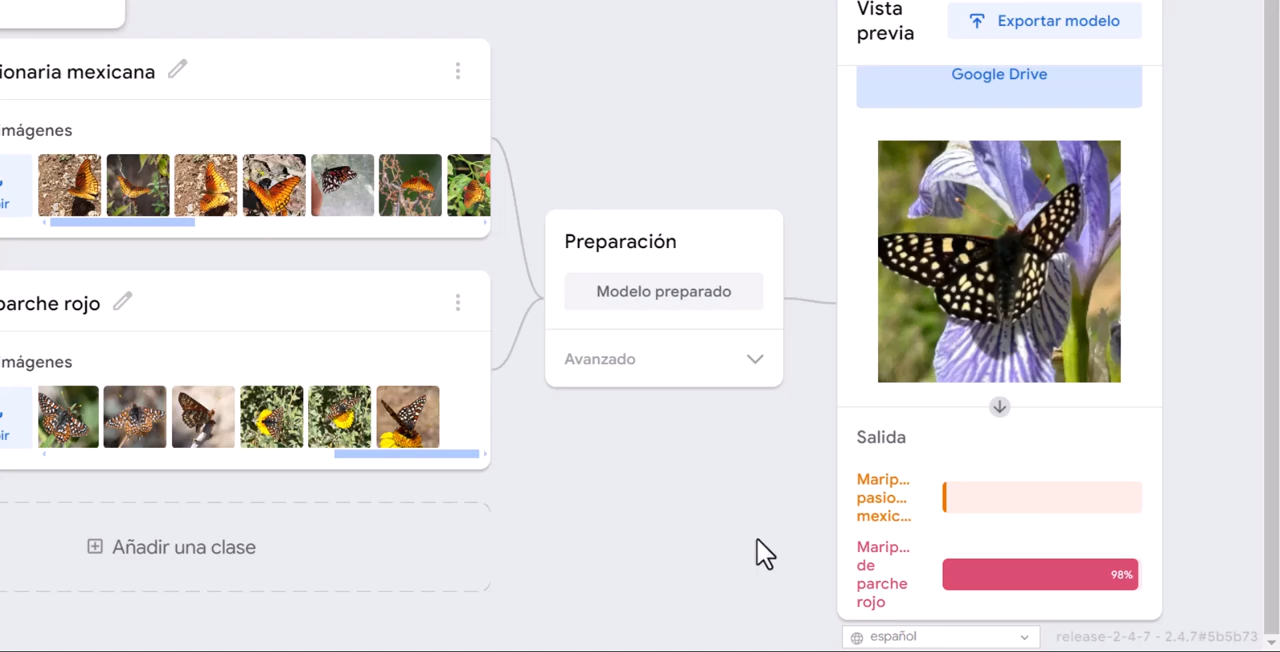 ionaria mexicana
imágenes
ir
parche rojo
imágenes
ir
Añadir una clase
Preparación
Modelo preparado
Avanzado
Vista
previa
Exportar modelo
Google Drive
Salida
Marip...
pasio...
mexic...
Marip...
de
parche
rojo
98%
español
release-2-4-7 - 2.4.7#5b5b73